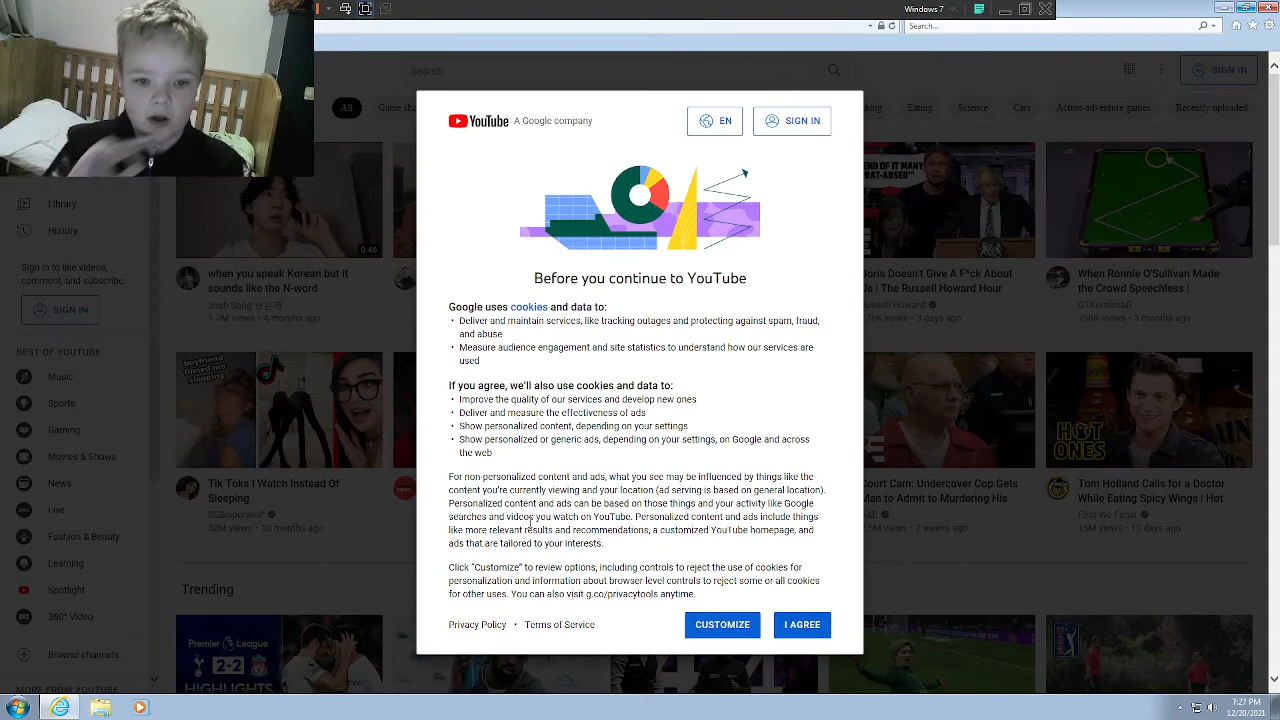 Windows 7
Search...
Search
SIGN IN
All
Eating
Science
Cars
Action-adventure games
Recently uploaded
YouTube A Google company
EN
SIGN IN
Library
History
Sign in to like videos,
comment, and subscribe.
SIGN IN
0:46
when you speak Korean but it
sounds like the N-word
Josh Song 송은재
1.7M views • 4 months ago
Boris Doesn't Give A F*ck About
Us | The Russell Howard Hour
Russell Howard
3 days ago
When Ronnie O'Sullivan Made
the Crowd Speechless |
GTKomissaR
3 months ago
Before you continue to YouTube
Google uses cookies and data to:
• Deliver and maintain services, like tracking outages and protecting against spam, fraud,
and abuse
• Measure audience engagement and site statistics to understand how our services are
used
If you agree, we'll also use cookies and data to:
• Improve the quality of our services and develop new ones
• Deliver and measure the effectiveness of ads
• Show personalized content, depending on your settings
• Show personalized or generic ads, depending on your settings, on Google and across
the web
For non-personalized content and ads, what you see may be influenced by things like the
content you're currently viewing and your location (ad serving is based on general location).
Personalized content and ads can be based on those things and your activity like Google
searches and videos you watch on YouTube. Personalized content and ads include things
like more relevant results and recommendations, a customized YouTube homepage, and
ads that are tailored to your interests.
Click "Customize" to review options, including controls to reject the use of cookies for
personalization and information about browser-level controls to reject some or all cookies
for other uses. You can also visit g.co/privacytools anytime.
Privacy Policy • Terms of Service
CUSTOMIZE
I AGREE
BEST OF YOUTUBE
Music
Sports
Gaming
Movies & Shows
News
Live
Fashion & Beauty
Learning
Spotlight
360° Video
Browse channels
MORE FROM YOUTUBE
boyfriend
filmed me
sleeping
Tik Toks I Watch Instead Of
Sleeping
SSSniperWolf
32M views •
Court Cam: Undercover Cop Gets
Man to Admit to Murdering His
2 weeks ago
HOT
ONES
Tom Holland Calls for a Doctor
While Eating Spicy Wings | Hot
First We Feast
11 days ago
Trending
Premier League
2-2
HIGHLIGHTS
7:27 PM
12/20/2021